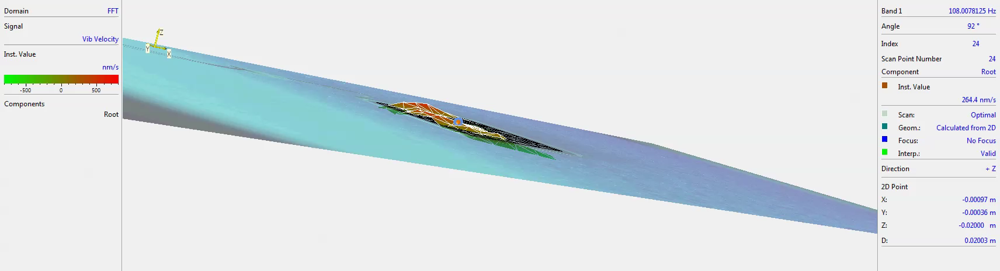 Domain FFT
Signal
Vib Velocity
Inst. Value
nm/s
-500 0 500
Components
Root
Z
Y
X
Band 1 108.0078125 Hz
Angle 92 °
Index 24
Scan Point Number 24
Component Root
Inst. Value
264.4 nm/s
Scan: Optimal
Geom.: Calculated from 2D
Focus: No Focus
Interp.: Valid
Direction + Z
2D Point
X: -0.00097 m
Y: -0.00036 m
Z: -0.02000 m
D: 0.02003 m